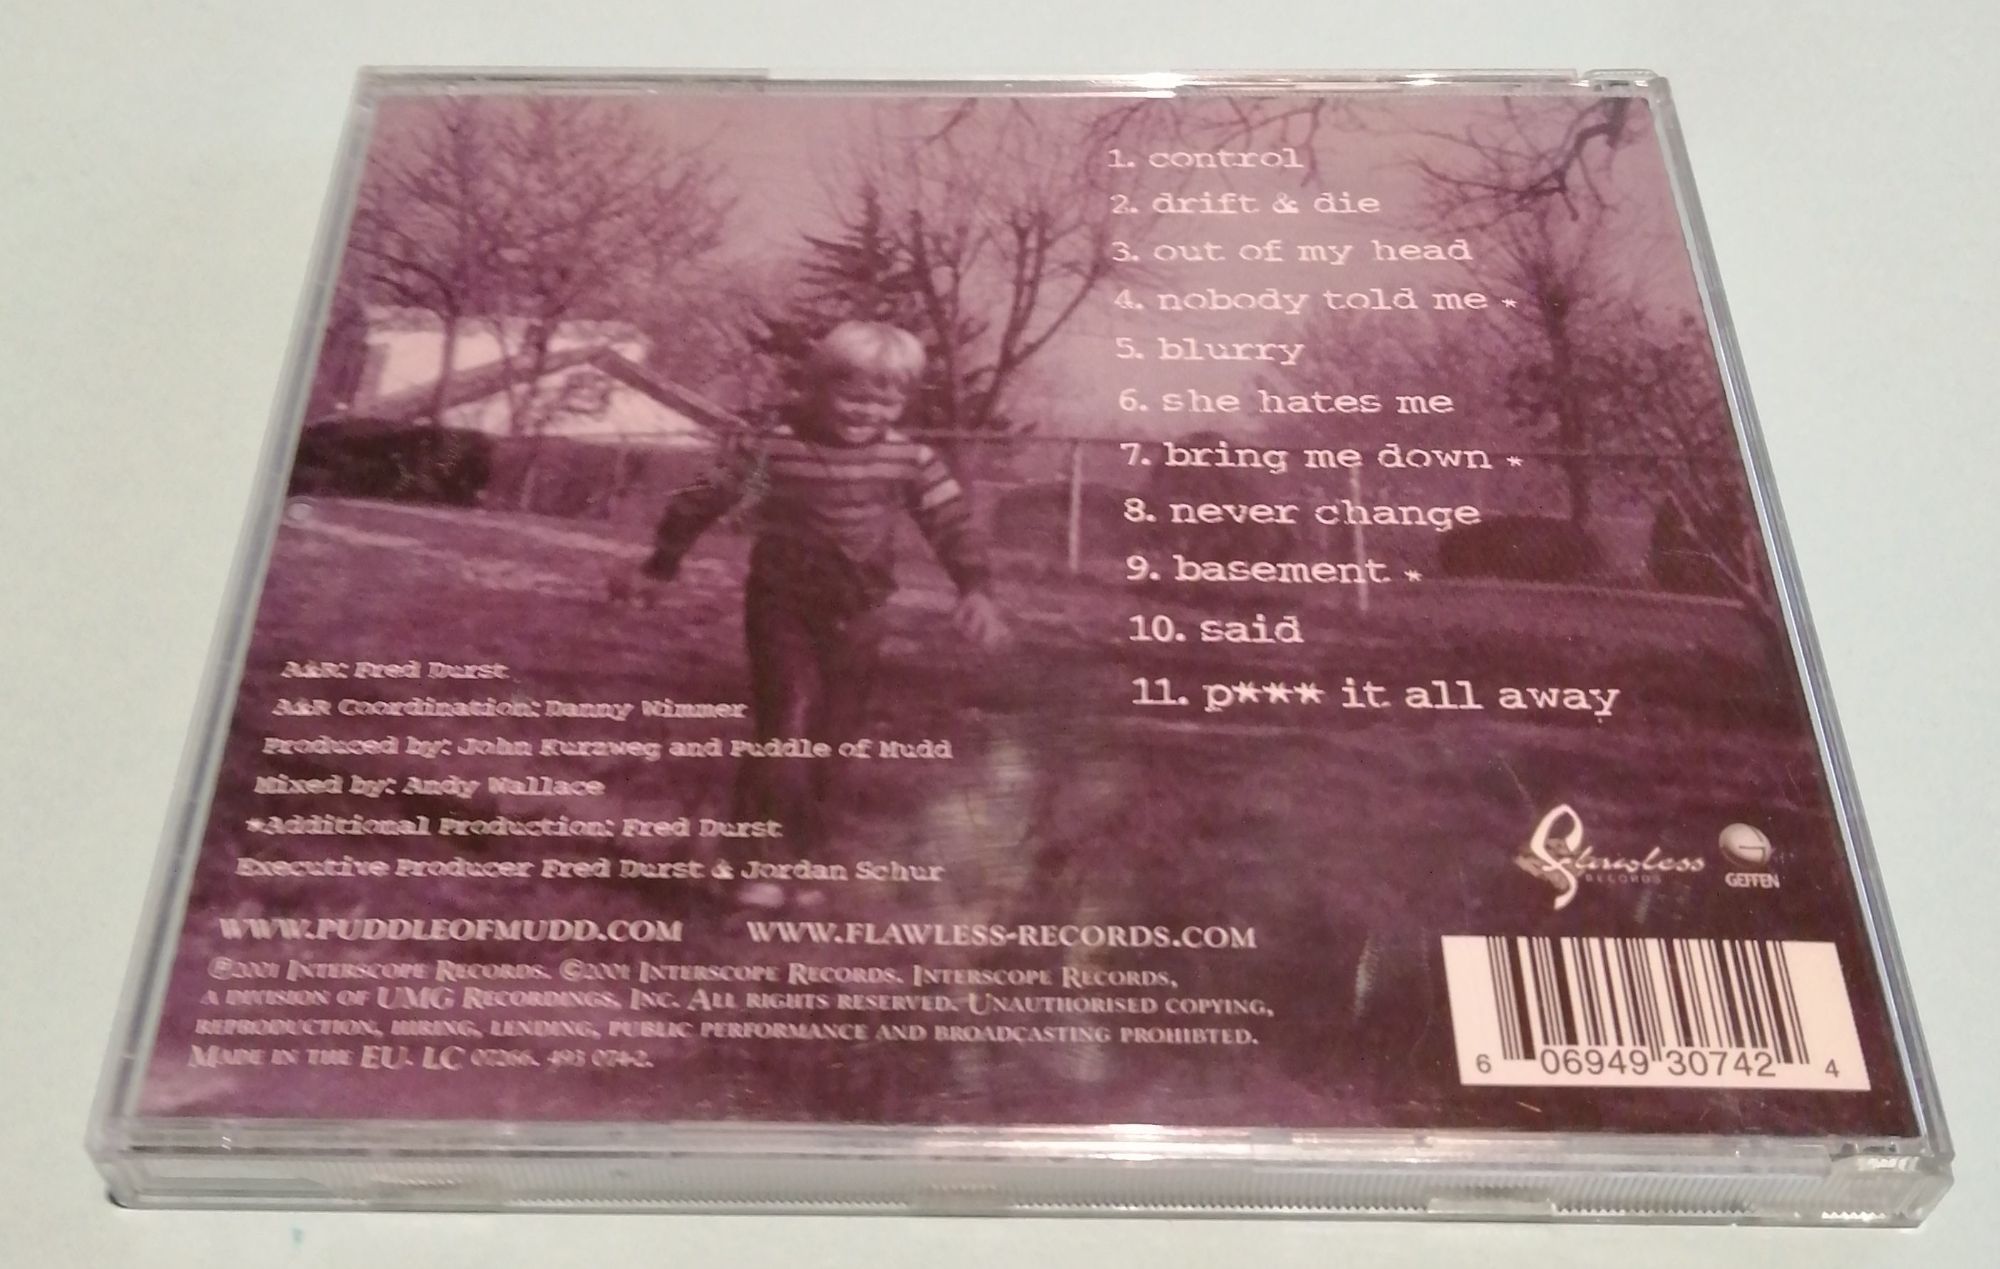 1. control
2. drift & die
3. out of my head
4. nobody told me *
5. blurry
6. she hates me
7. bring me down *
8. never change
9. basement *
10. said
11. p*** it all away
A&R: Fred Durst
A&R Coordination: Danny Wimmer
Produced by: John Kurzweg and Puddle of Mudd
Mixed by: Andy Wallace
*Additional Production: Fred Durst
Executive Producer Fred Durst & Jordan Schur
WWW.PUDDLEOFMUDD.COM WWW.FLAWLESS-RECORDS.COM
℗2001 INTERSCOPE RECORDS. ©2001 INTERSCOPE RECORDS. INTERSCOPE RECORDS,
A DIVISION OF UMG RECORDINGS, INC. ALL RIGHTS RESERVED. UNAUTHORISED COPYING,
REPRODUCTION, HIRING, LENDING, PUBLIC PERFORMANCE AND BROADCASTING PROHIBTED.
MADE IN THE EU. LC 07266. 493 074-2.
flawless
RECORDS
GEFFEN
6 06949 30742 4